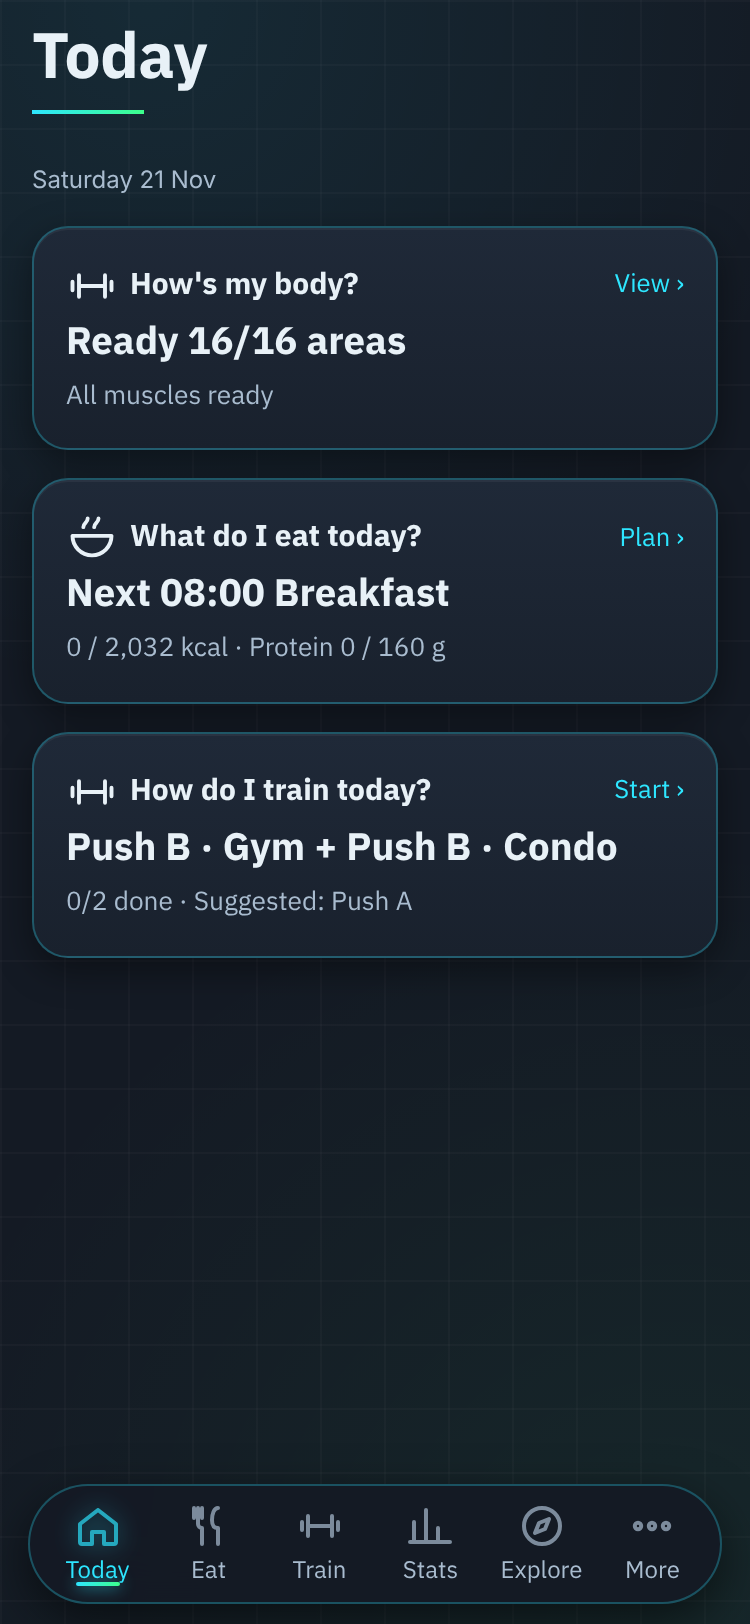 Today
Saturday 21 Nov
How's my body?
View ›
Ready 16/16 areas
All muscles ready
What do I eat today?
Plan ›
Next 08:00 Breakfast
0 / 2,032 kcal · Protein 0 / 160 g
How do I train today?
Start ›
Push B · Gym + Push B · Condo
0/2 done · Suggested: Push A
Today
Eat
Train
Stats
Explore
More